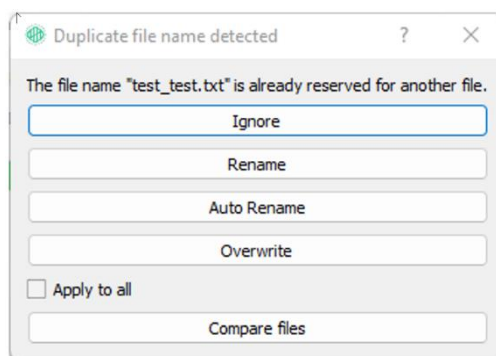 Duplicate file name detected ?
The file name "test_test.txt" is already reserved for another file.
Ignore
Rename
Auto Rename
Overwrite
Apply to all
Compare files